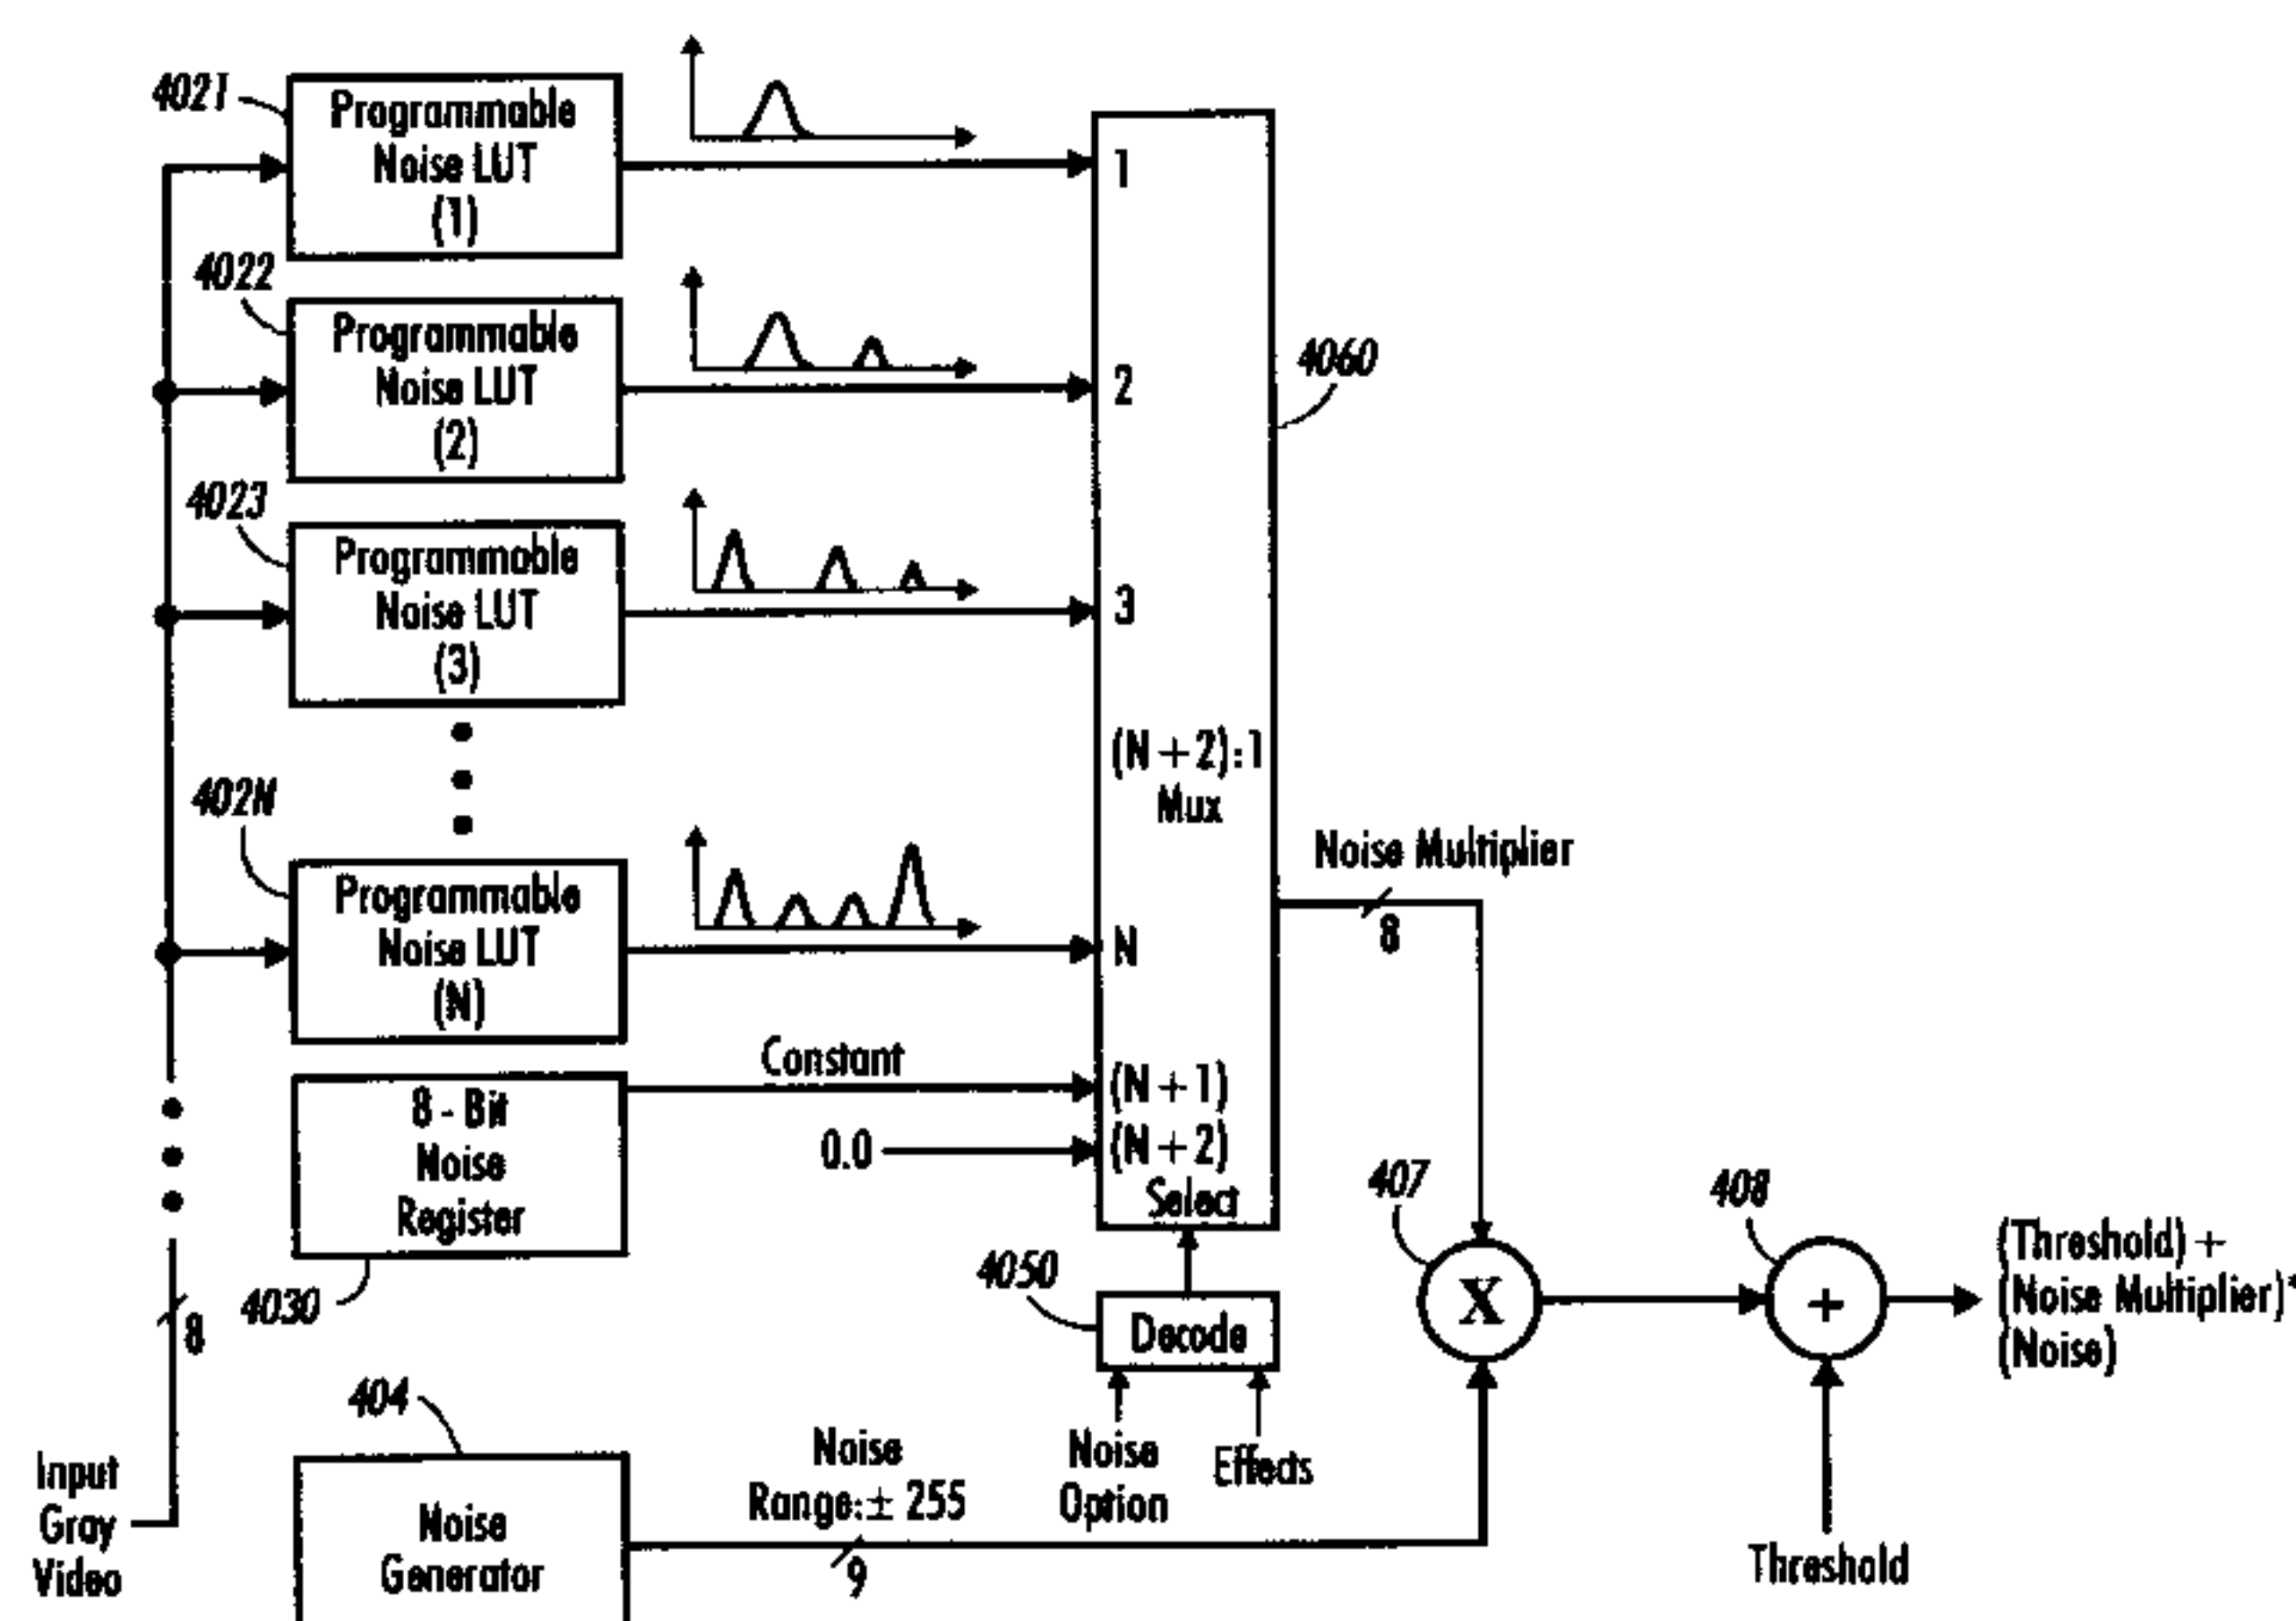 4021
Programmable
Noise LUT
(1)
1
4022
Programmable
Noise LUT
(2)
2
4060
4023
Programmable
Noise LUT
(3)
3
(N + 2):1
Mux
402N
Programmable
Noise LUT
(N)
N
Noise Multiplier
8
Constant
(N + 1)
8 - Bit
Noise
Register
4030
0.0
(N + 2)
Select
4050
Decode
407
X
408
+
(Threshold) +
(Noise Multiplier)*
(Noise)
8
404
Noise
Generator
Noise
Range:± 255
9
Noise
Option
Effects
Threshold
Input
Gray
Video